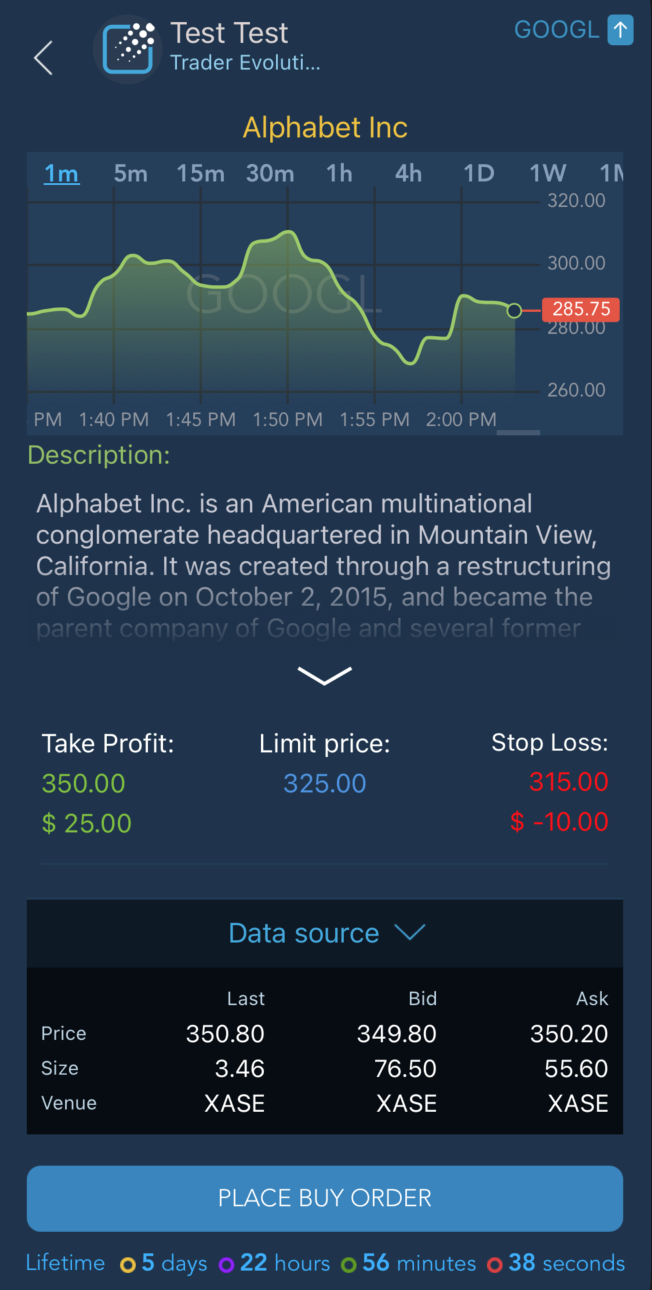 Test Test
GOOGL
Trader Evoluti...
Alphabet Inc
1m 5m 15m 30m 1h 4h 1D 1W
320.00
300.00
GOOGL
285.75
280.00
260.00
PM 1:40 PM 1:45 PM 1:50 PM 1:55 PM 2:00 PM
Description:
Alphabet Inc. is an American multinational
conglomerate headquartered in Mountain View,
California. It was created through a restructuring
of Google on October 2, 2015, and became the
parent company of Google and several former
Take Profit: Limit price: Stop Loss:
350.00 325.00 315.00
$ 25.00 $ -10.00
Data source
Last Bid Ask
Price 350.80 349.80 350.20
Size 3.46 76.50 55.60
Venue XASE XASE XASE
PLACE BUY ORDER
Lifetime 5 days 22 hours 56 minutes 38 seconds